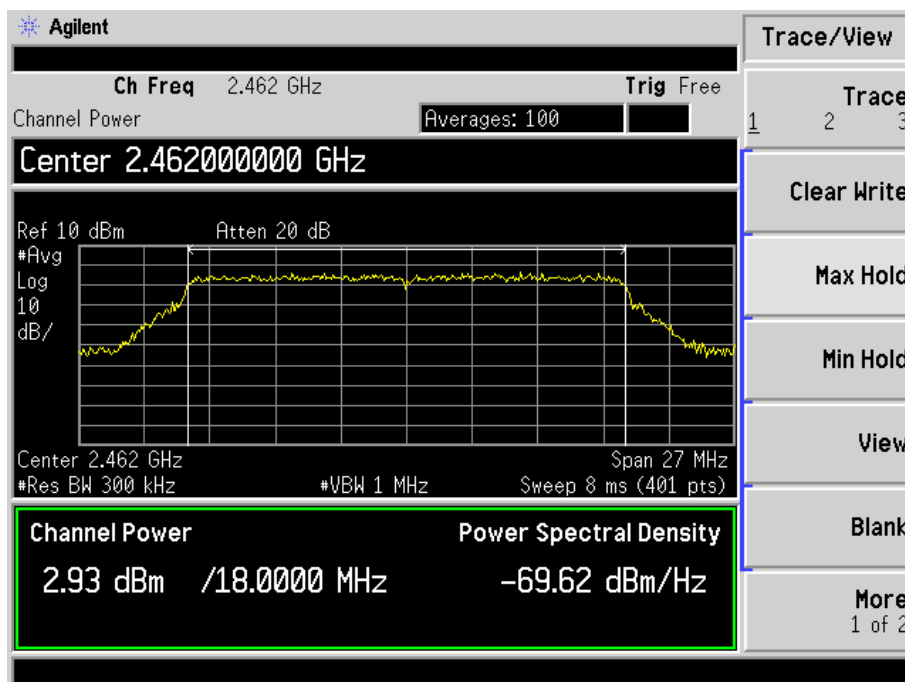 Agilent
Trace/View
Ch Freq 2.462 GHz Trig Free
Channel Power Averages: 100
Trace
1 2 3
Center 2.462000000 GHz
Clear Write
Ref 10 dBm Atten 20 dB
#Avg
Log
10
dB/
Max Hold
Min Hold
Center 2.462 GHz Span 27 MHz
#Res BW 300 kHz #VBW 1 MHz Sweep 8 ms (401 pts)
View
Channel Power Power Spectral Density
2.93 dBm /18.0000 MHz -69.62 dBm/Hz
Blank
More
1 of 2